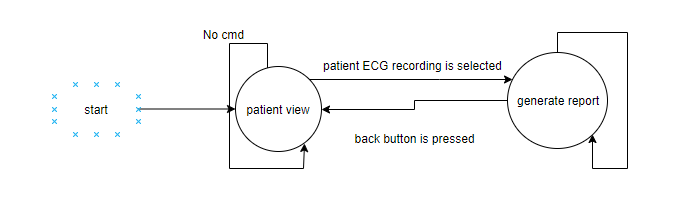 No cmd
patient ECG recording is selected
start
patient view
generate report
back button is pressed